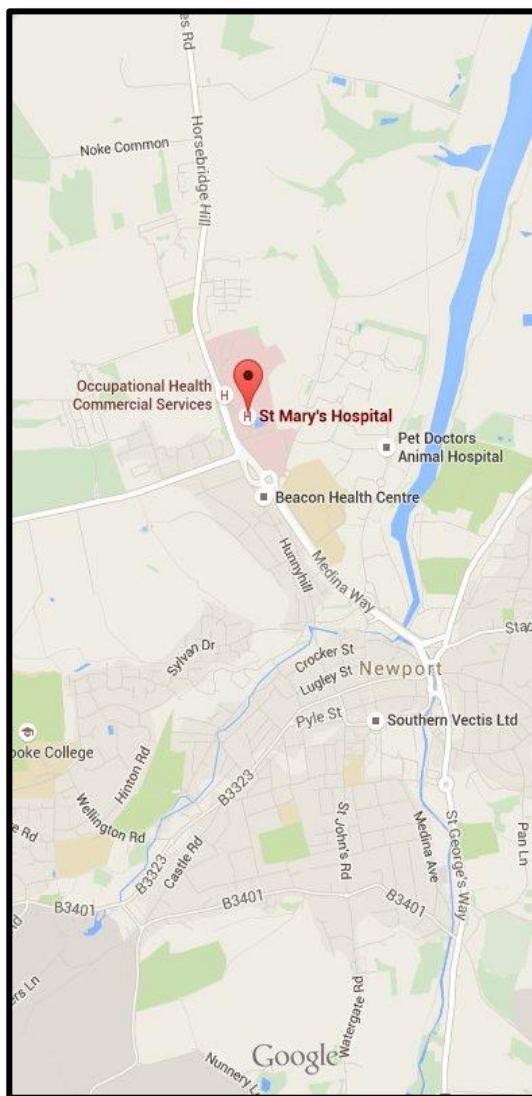 es Rd
Noke Common
Horsebridge Hill
H
Occupational Health
Commercial Services
H
St Mary's Hospital
Pet Doctors
Animal Hospital
Beacon Health Centre
Hunnyhill
Medina Way
Sylvan Dr
Crocker St
Lugley St
Newport
Stap
Pyle St
Southern Vectis Ltd
ooke College
Hinton Rd
Wellington Rd
B3323
e Rd
B3323
Castle Rd
St John's Rd
Medina Ave
St George's Way
Pan Ln
B3401
B3401
B3401
Rd
ers Ln
Watergate Rd
Google
Nunnery L